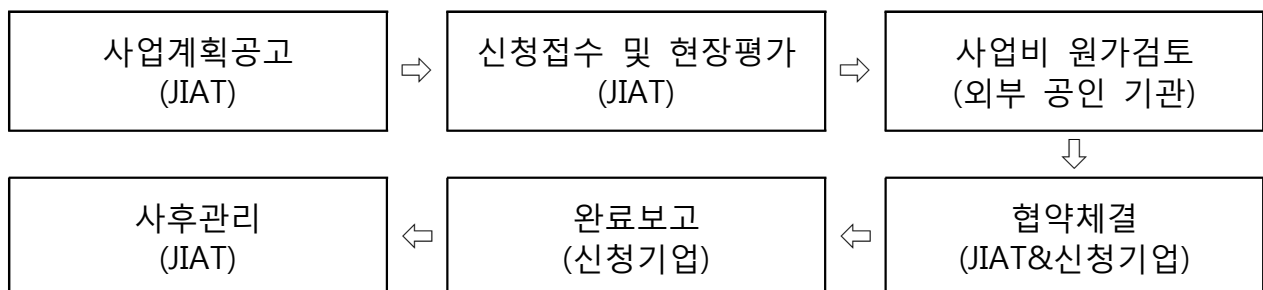 사업계획공고
(JIAT)
신청접수 및 현장평가
(JIAT)
사업비 원가검토
(외부 공인 기관)
협약체결
(JIAT&신청기업)
완료보고
(신청기업)
사후관리
(JIAT)